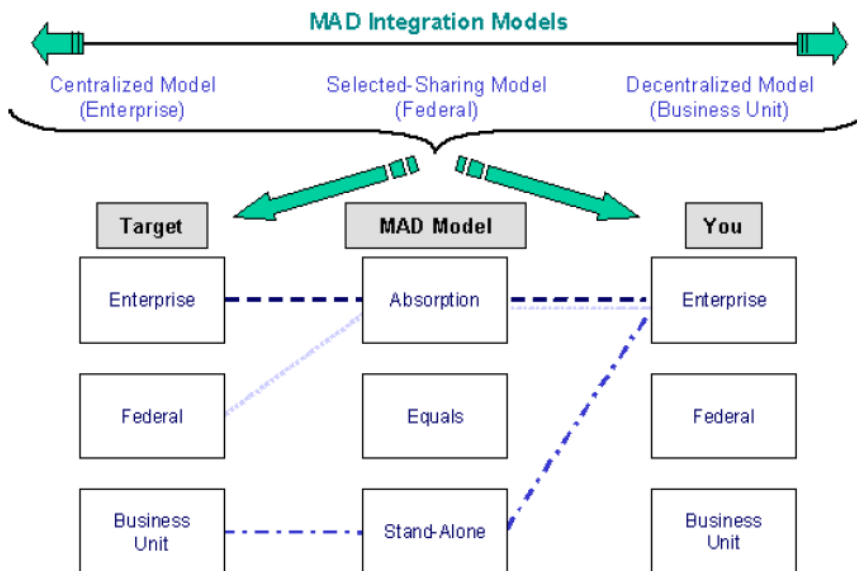 MAD Integration Models
Centralized Model
(Enterprise)
Selected-Sharing Model
(Federal)
Decentralized Model
(Business Unit)
Target
MAD Model
You
Enterprise
Absorption
Enterprise
Federal
Equals
Federal
Business
Unit
Stand-Alone
Business
Unit